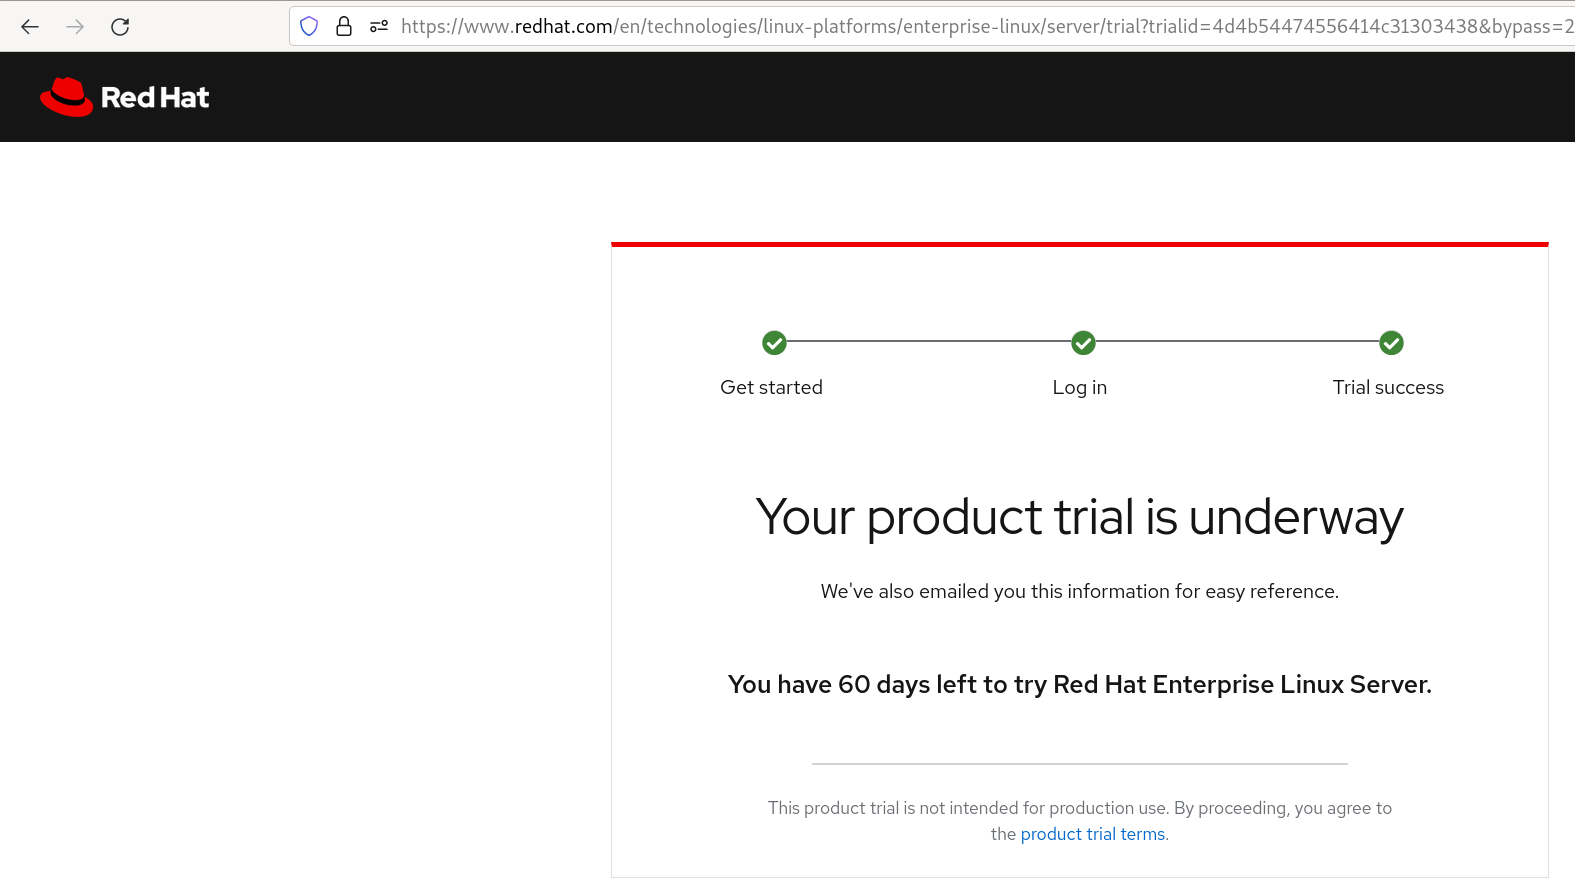 https://www.redhat.com/en/technologies/linux-platforms/enterprise-linux/server/trial?trialid=4d4b54474556414c31303438&bypass=2
Red Hat
Get started
Log in
Trial success
Your product trial is underway
We've also emailed you this information for easy reference.
You have 60 days left to try Red Hat Enterprise Linux Server.
This product trial is not intended for production use. By proceeding, you agree to
the product trial terms.